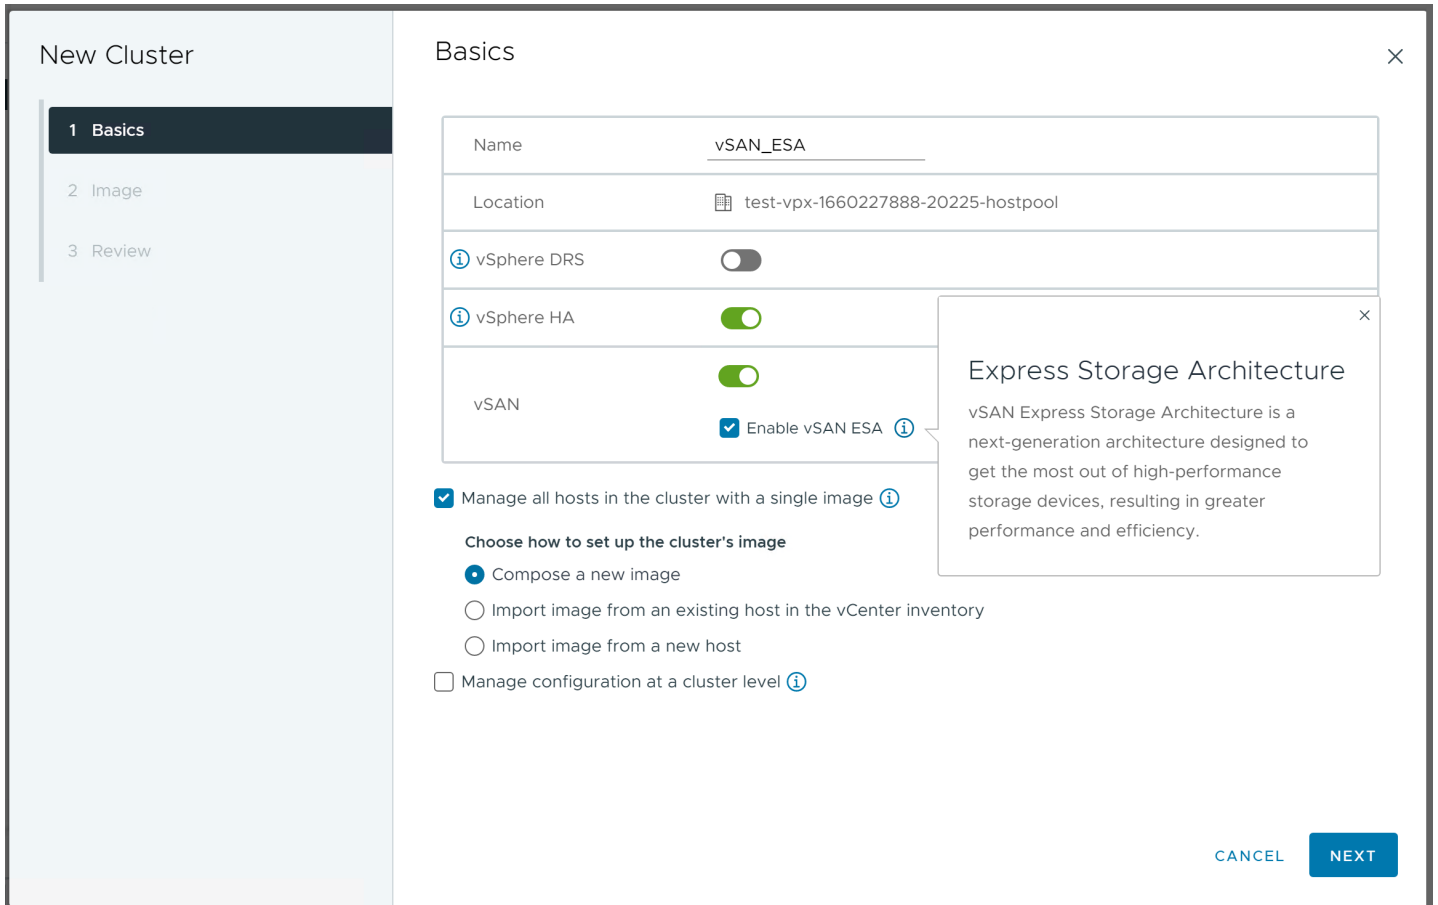 New Cluster
1 Basics
2 Image
3 Review
Basics
Name vSAN_ESA
Location test-vpx-1660227888-20225-hostpool
vSphere DRS
vSphere HA
vSAN
Enable vSAN ESA
Express Storage Architecture
vSAN Express Storage Architecture is a
next-generation architecture designed to
get the most out of high-performance
storage devices, resulting in greater
performance and efficiency.
Manage all hosts in the cluster with a single image
Choose how to set up the cluster's image
Compose a new image
Import image from an existing host in the vCenter inventory
Import image from a new host
Manage configuration at a cluster level
CANCEL NEXT